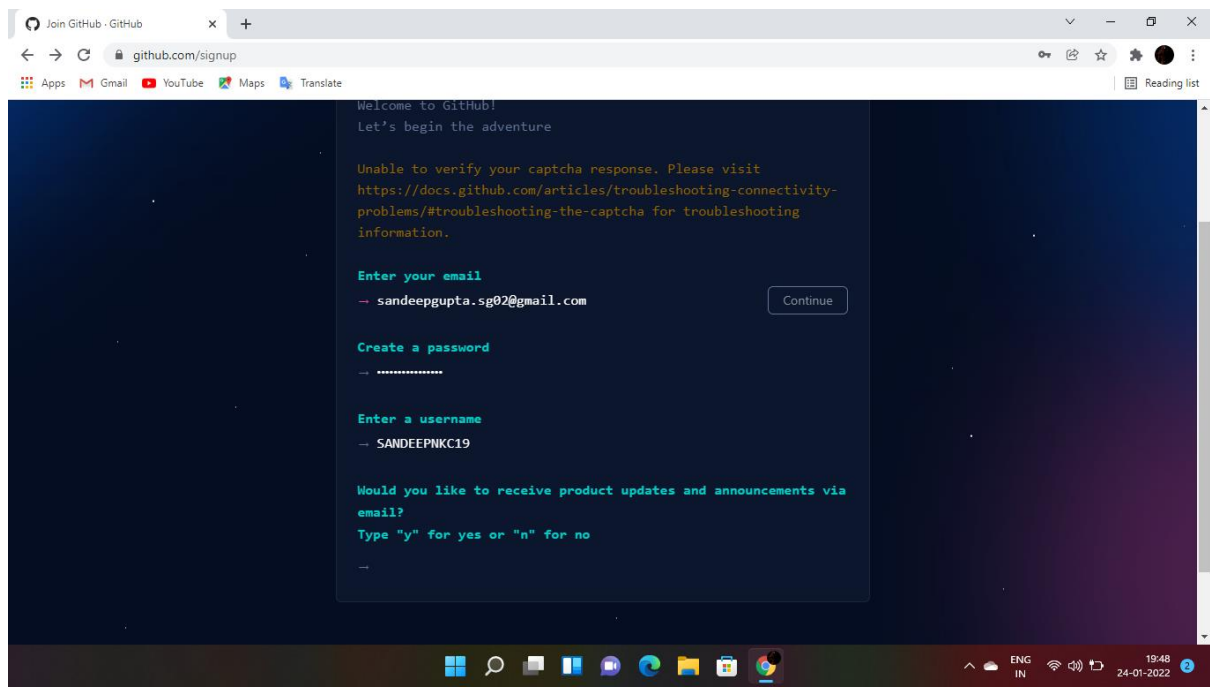 Join GitHub · GitHub
github.com/signup
Apps Gmail YouTube Maps Translate Reading list
Welcome to GitHub!
Let's begin the adventure
Unable to verify your captcha response. Please visit
https://docs.github.com/articles/troubleshooting-connectivity-
problems/#troubleshooting-the-captcha for troubleshooting
information.
Enter your email
→ sandeepgupta.sg02@gmail.com Continue
Create a password
→ ••••••••••••••••
Enter a username
→ SANDEEPNKC19
Would you like to receive product updates and announcements via
email?
Type "y" for yes or "n" for no
→
ENG
IN
19:48
24-01-2022
2